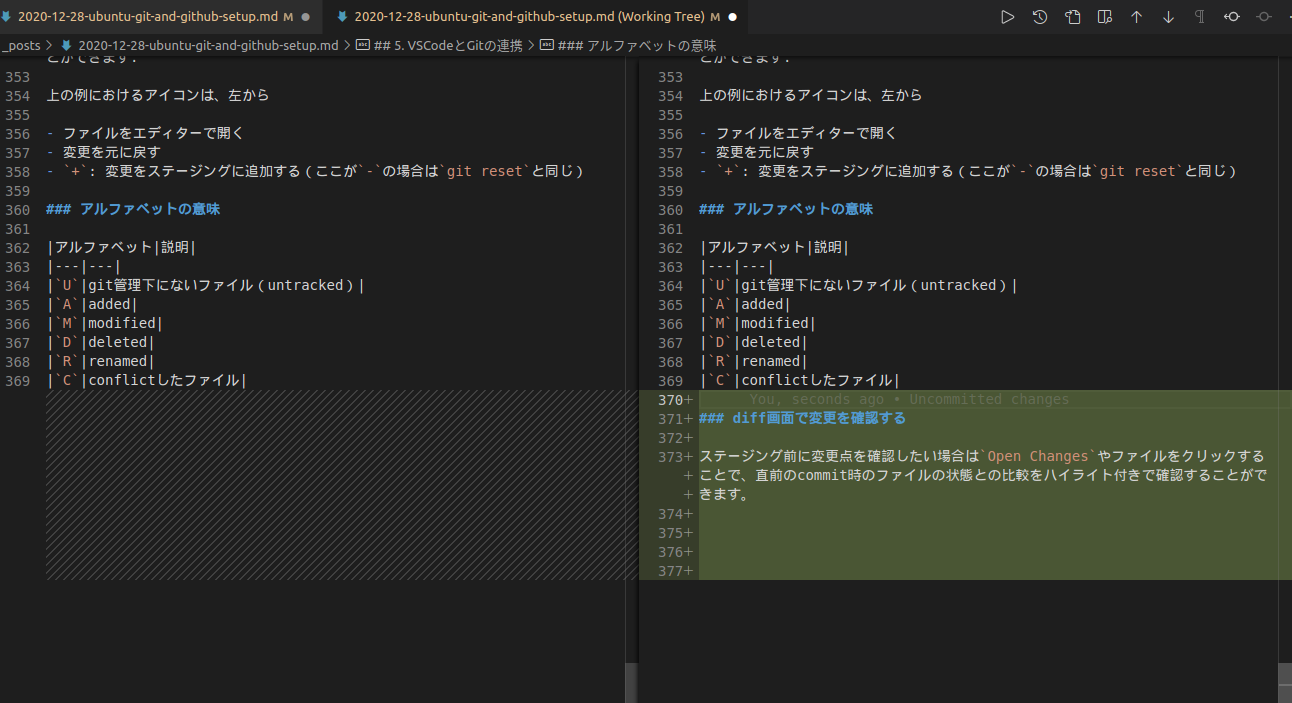 2020-12-28-ubuntu-git-and-github-setup.md M
2020-12-28-ubuntu-git-and-github-setup.md (Working Tree) M
_posts > 2020-12-28-ubuntu-git-and-github-setup.md > ## 5. VSCodeとGitの連携 > ### アルファベットの意味
とができます.
353
354 上の例におけるアイコンは、左から
355
356 - ファイルをエディターで開く
357 - 変更を元に戻す
358 - `+`: 変更をステージングに追加する（ここが`-`の場合は`git reset`と同じ）
359
360 ### アルファベットの意味
361
362 |アルファベット|説明|
363 |---|---|
364 |`U`|git管理下にないファイル（untracked）|
365 |`A`|added|
366 |`M`|modified|
367 |`D`|deleted|
368 |`R`|renamed|
369 |`C`|conflictしたファイル|
とができます.
353
354 上の例におけるアイコンは、左から
355
356 - ファイルをエディターで開く
357 - 変更を元に戻す
358 - `+`: 変更をステージングに追加する（ここが`-`の場合は`git reset`と同じ）
359
360 ### アルファベットの意味
361
362 |アルファベット|説明|
363 |---|---|
364 |`U`|git管理下にないファイル（untracked）|
365 |`A`|added|
366 |`M`|modified|
367 |`D`|deleted|
368 |`R`|renamed|
369 |`C`|conflictしたファイル|
370+ You, seconds ago • Uncommitted changes
371+ ### diff画面で変更を確認する
372+
373+ ステージング前に変更点を確認したい場合は`Open Changes`やファイルをクリックする
+ ことで、直前のcommit時のファイルの状態との比較をハイライト付きで確認することがで
+ きます。
374+
375+
376+
377+